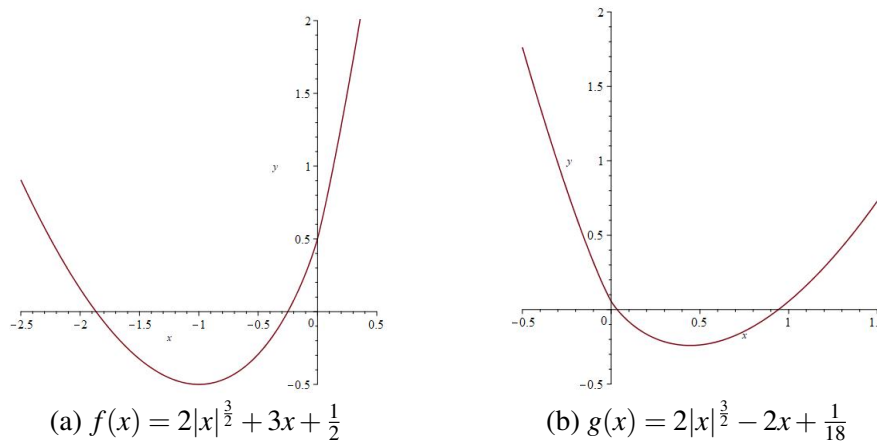 2
1.5
y
1
0.5
-2.5 -2 -1.5 -1 -0.5 0 0.5
x
-0.5
(a) f(x) = 2|x|^{3/2} + 3x + 1/2
2
1.5
y
1
0.5
-0.5 0 0.5 1 1.5
x
-0.5
(b) g(x) = 2|x|^{3/2} − 2x + 1/18